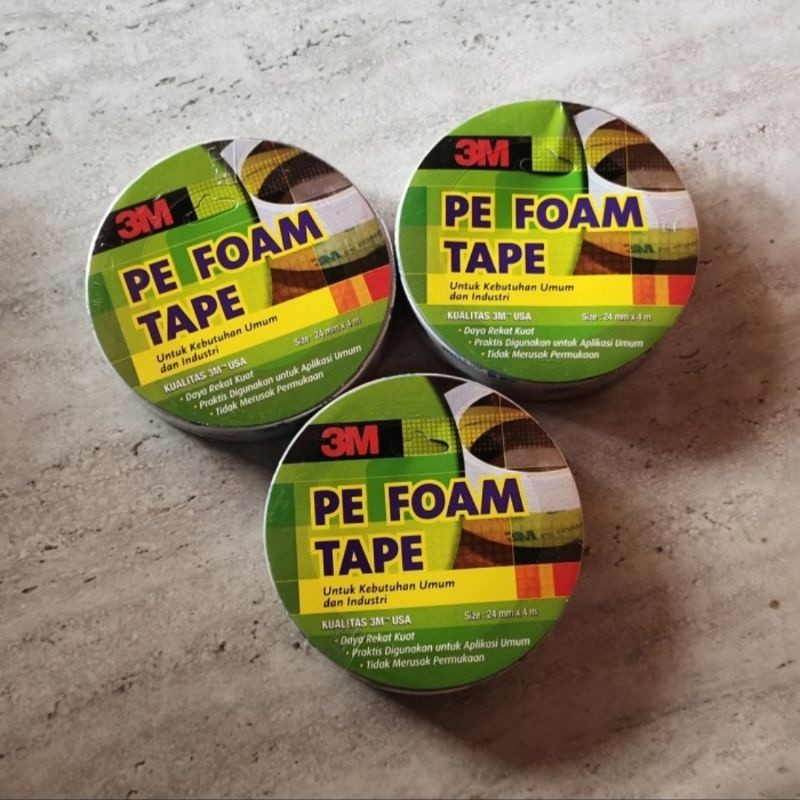 3M
PE FOAM
TAPE
Untuk Kebutuhan Umum
dan Industri
KUALITAS 3M™ USA
Size : 24 mm x 4 m
• Daya Rekat Kuat
• Praktis Digunakan untuk Aplikasi Umum
• Tidak Merusak Permukaan
3M
PE FOAM
TAPE
Untuk Kebutuhan Umum
dan Industri
KUALITAS 3M™ USA
Size : 24 mm x 4 m
• Daya Rekat Kuat
• Praktis Digunakan untuk Aplikasi Umum
• Tidak Merusak Permukaan
3M
PE FOAM
TAPE
3M PE FOAM
Untuk Kebutuhan Umum
dan Industri
KUALITAS 3M™ USA
Size : 24 mm x 4 m
• Daya Rekat Kuat
• Praktis Digunakan untuk Aplikasi Umum
• Tidak Merusak Permukaan